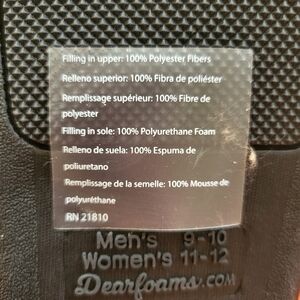 Filling in upper: 100% Polyester Fibers
Relleno superior: 100% Fibra de poliéster
Remplissage supérieur: 100% Fibre de
polyester
Filling in sole: 100% Polyurethane Foam
Relleno de suela: 100% Espuma de
poliuretano
Remplissage de la semelle: 100% Mousse de
polyuréthane
RN 21810
Men's 9-10
Women's 11-12
Dearfoams.COM